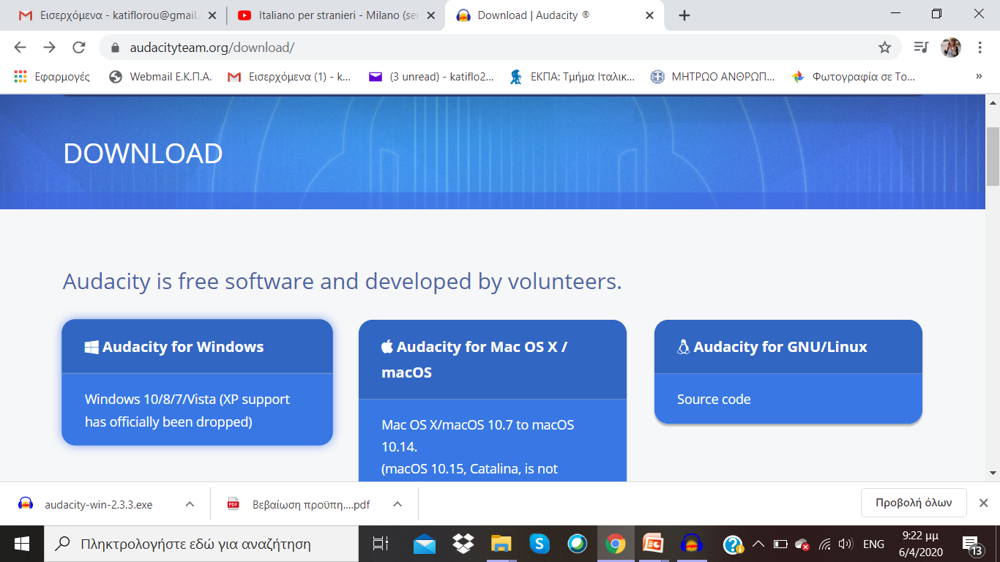 Εισερχόμενα - katiflorou@gmail.
Italiano per stranieri - Milano (ser
Download | Audacity ®
audacityteam.org/download/
Εφαρμογές
Webmail Ε.Κ.Π.Α.
Εισερχόμενα (1) - k...
(3 unread) - katiflo2...
ΕΚΠΑ: Τμήμα Ιταλικ...
ΜΗΤΡΩΟ ΑΝΘΡΩΠ...
Φωτογραφία σε Το...
»
DOWNLOAD
Audacity is free software and developed by volunteers.
Audacity for Windows
Windows 10/8/7/Vista (XP support
has officially been dropped)
Audacity for Mac OS X /
macOS
Mac OS X/macOS 10.7 to macOS
10.14.
(macOS 10.15, Catalina, is not
Audacity for GNU/Linux
Source code
audacity-win-2.3.3.exe
PDF
Βεβαίωση προϋπη....pdf
Προβολή όλων
Πληκτρολογήστε εδώ για αναζήτηση
ENG
9:22 μμ
6/4/2020
13